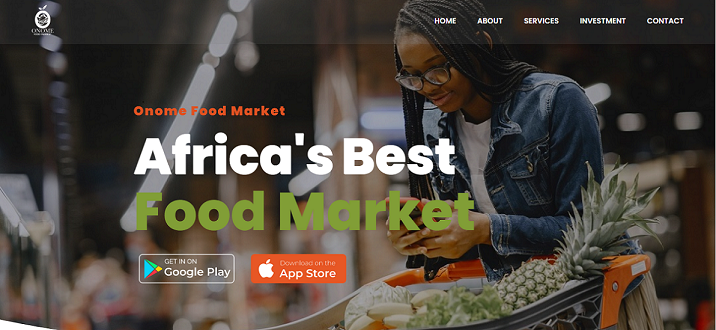 ONOME
HOME
ABOUT
SERVICES
INVESTMENT
CONTACT
Onome Food Market
Africa's Best
Food Market
GET IN ON
Google Play
Download on the
App Store